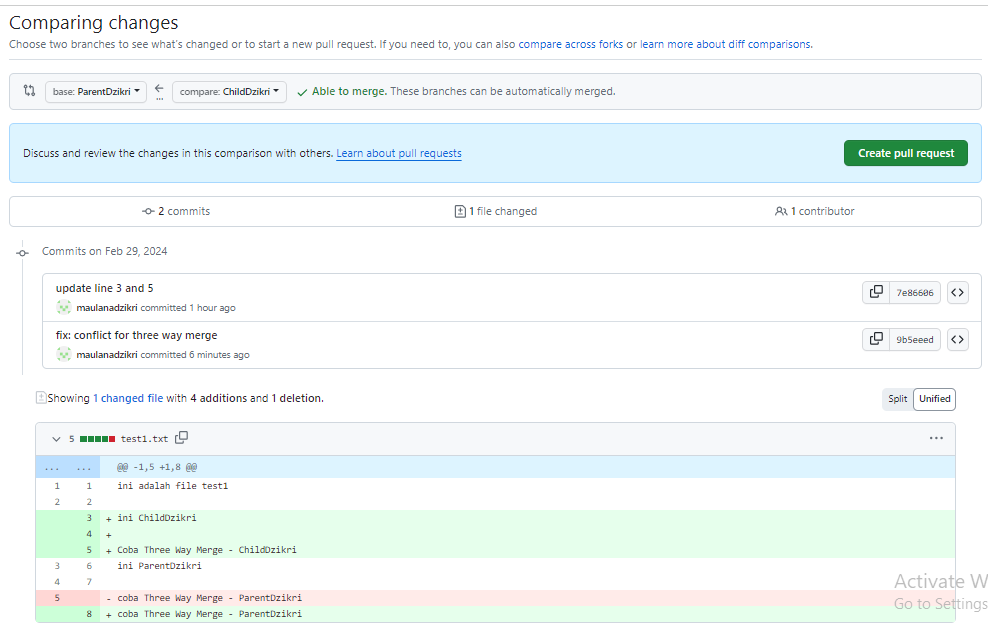 Comparing changes
Choose two branches to see what's changed or to start a new pull request. If you need to, you can also compare across forks or learn more about diff comparisons.
base: ParentDzikri ... compare: ChildDzikri Able to merge. These branches can be automatically merged.
Discuss and review the changes in this comparison with others. Learn about pull requests Create pull request
2 commits 1 file changed 1 contributor
Commits on Feb 29, 2024
update line 3 and 5
maulanadzikri committed 1 hour ago 7e86606
fix: conflict for three way merge
maulanadzikri committed 6 minutes ago 9b5eeed
Showing 1 changed file with 4 additions and 1 deletion. Split Unified
5 test1.txt
... ... @@ -1,5 +1,8 @@
1 1 ini adalah file test1
2 2
3 + ini ChildDzikri
4 +
5 + Coba Three Way Merge - ChildDzikri
3 6 ini ParentDzikri
4 7
5 - coba Three Way Merge - ParentDzikri
8 + coba Three Way Merge - ParentDzikri
Activate W
Go to Settings